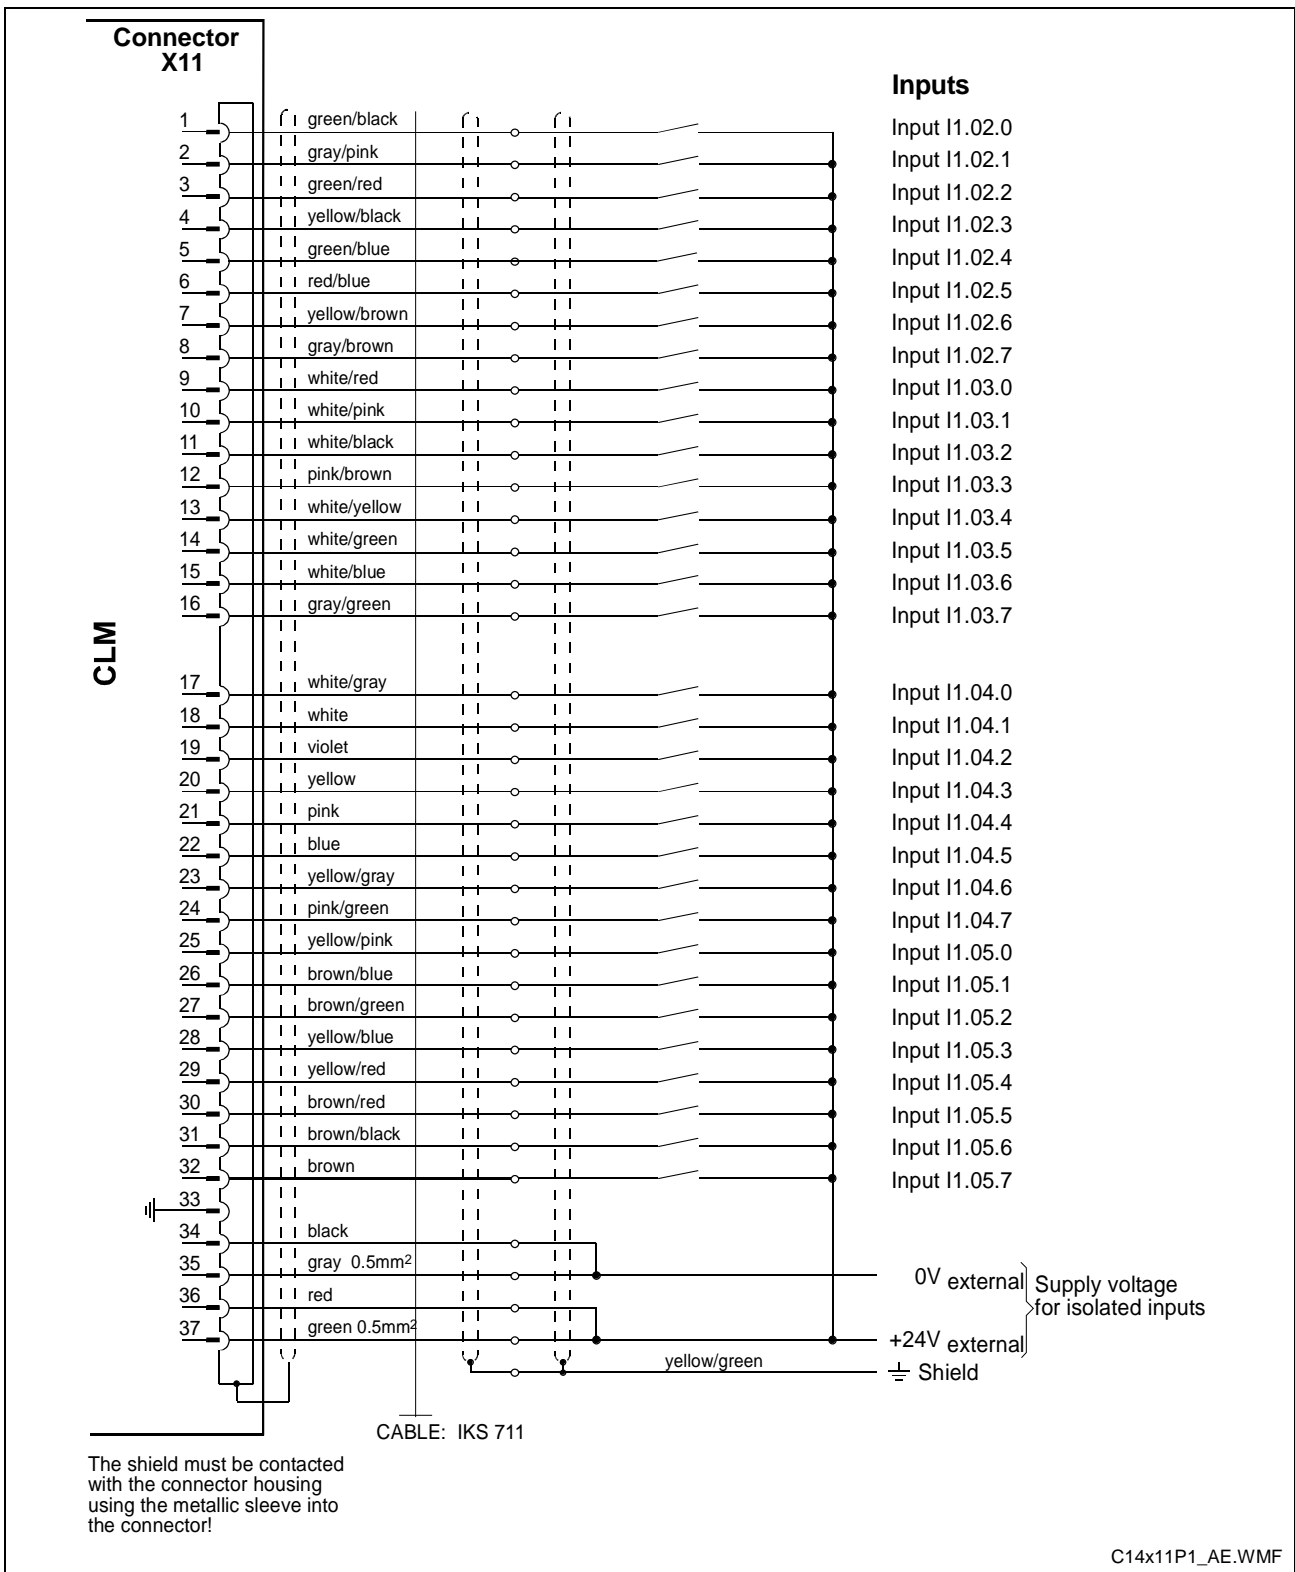 Connector
X11
Inputs
1 green/black Input I1.02.0
2 gray/pink Input I1.02.1
3 green/red Input I1.02.2
4 yellow/black Input I1.02.3
5 green/blue Input I1.02.4
6 red/blue Input I1.02.5
7 yellow/brown Input I1.02.6
8 gray/brown Input I1.02.7
9 white/red Input I1.03.0
10 white/pink Input I1.03.1
11 white/black Input I1.03.2
12 pink/brown Input I1.03.3
13 white/yellow Input I1.03.4
14 white/green Input I1.03.5
15 white/blue Input I1.03.6
16 gray/green Input I1.03.7
CLM
17 white/gray Input I1.04.0
18 white Input I1.04.1
19 violet Input I1.04.2
20 yellow Input I1.04.3
21 pink Input I1.04.4
22 blue Input I1.04.5
23 yellow/gray Input I1.04.6
24 pink/green Input I1.04.7
25 yellow/pink Input I1.05.0
26 brown/blue Input I1.05.1
27 brown/green Input I1.05.2
28 yellow/blue Input I1.05.3
29 yellow/red Input I1.05.4
30 brown/red Input I1.05.5
31 brown/black Input I1.05.6
32 brown Input I1.05.7
33
34 black
35 gray 0.5mm² 0V external
36 red
37 green 0.5mm² +24V external
Supply voltage
for isolated inputs
yellow/green Shield
CABLE: IKS 711
The shield must be contacted
with the connector housing
using the metallic sleeve into
the connector!
C14x11P1_AE.WMF